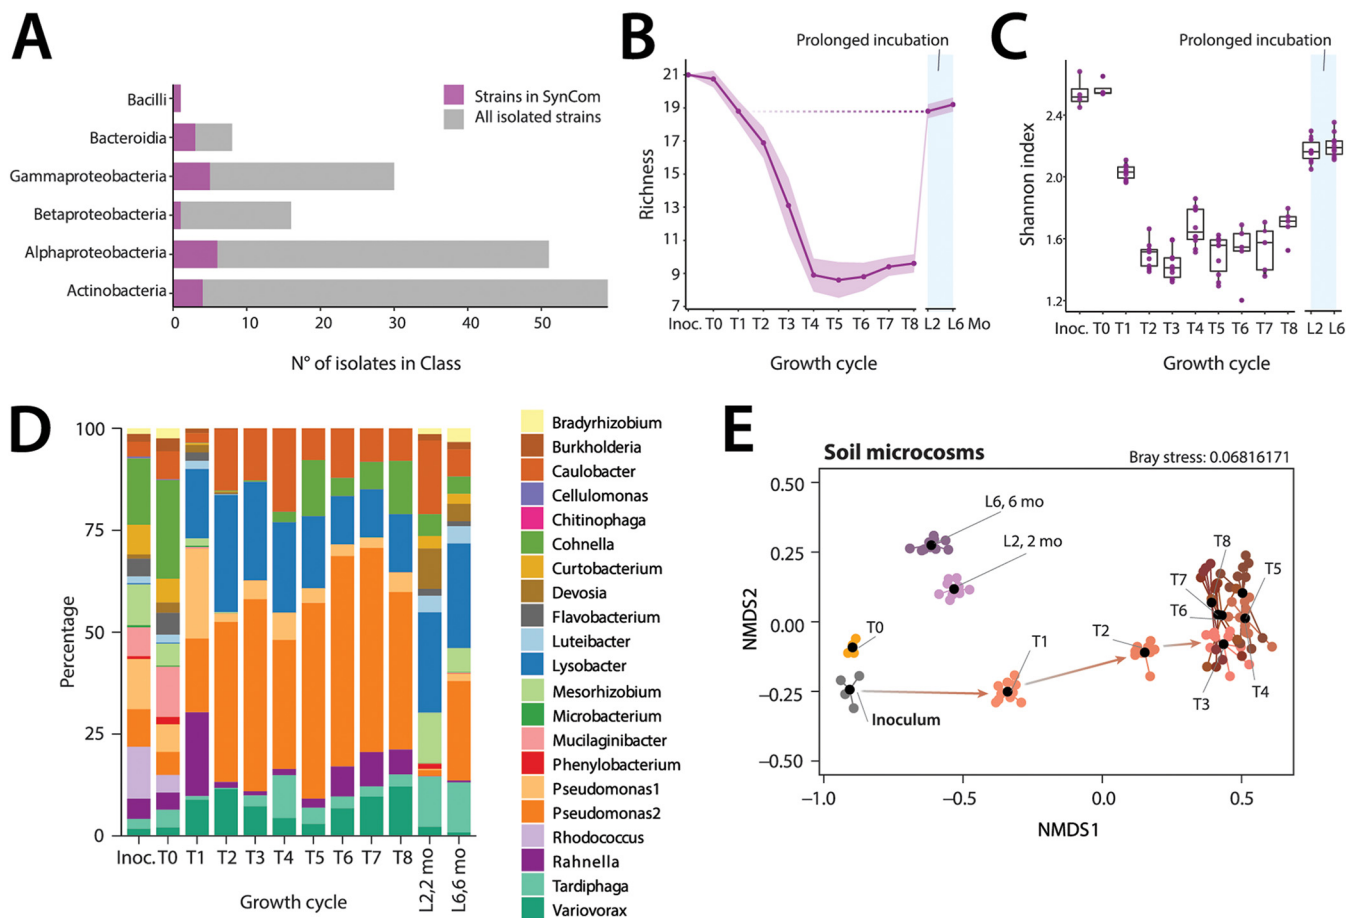 A
Bacilli
Bacteroidia
Gammaproteobacteria
Betaproteobacteria
Alphaproteobacteria
Actinobacteria
Strains in SynCom
All isolated strains
0 10 20 30 40 50
N° of isolates in Class
B
Prolonged incubation
Richness
21
19
17
15
13
11
9
7
Inoc. T0 T1 T2 T3 T4 T5 T6 T7 T8 L2 L6 Mo
Growth cycle
C
Prolonged incubation
Shannon index
2.4
2.0
1.6
1.2
Inoc. T0 T1 T2 T3 T4 T5 T6 T7 T8 L2 L6
Growth cycle
D
Percentage
100
75
50
25
0
Inoc. T0 T1 T2 T3 T4 T5 T6 T7 T8 L2,2 mo L6,6 mo
Growth cycle
Bradyrhizobium
Burkholderia
Caulobacter
Cellulomonas
Chitinophaga
Cohnella
Curtobacterium
Devosia
Flavobacterium
Luteibacter
Lysobacter
Mesorhizobium
Microbacterium
Mucilaginibacter
Phenylobacterium
Pseudomonas1
Pseudomonas2
Rhodococcus
Rahnella
Tardiphaga
Variovorax
E
Soil microcosms
Bray stress: 0.06816171
NMDS2
0.50
0.25
0.00
−0.25
−0.50
L6, 6 mo
L2, 2 mo
T0
Inoculum
T1
T2
T8
T7
T6
T5
T3
T4
−1.0 −0.5 0.0 0.5
NMDS1